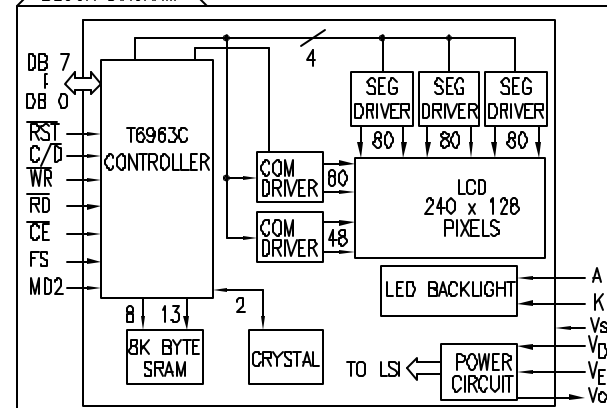 4
DB 7
DB 0
RST
C/D
WR
RD
CE
FS
MD2
T6963C
CONTROLLER
SEG
DRIVER
SEG
DRIVER
SEG
DRIVER
80
80
80
COM
DRIVER
80
COM
DRIVER
48
LCD
240 x 128
PIXELS
LED BACKLIGHT
A
K
8
13
2
8K BYTE
SRAM
CRYSTAL
TO LSI
POWER
CIRCUIT